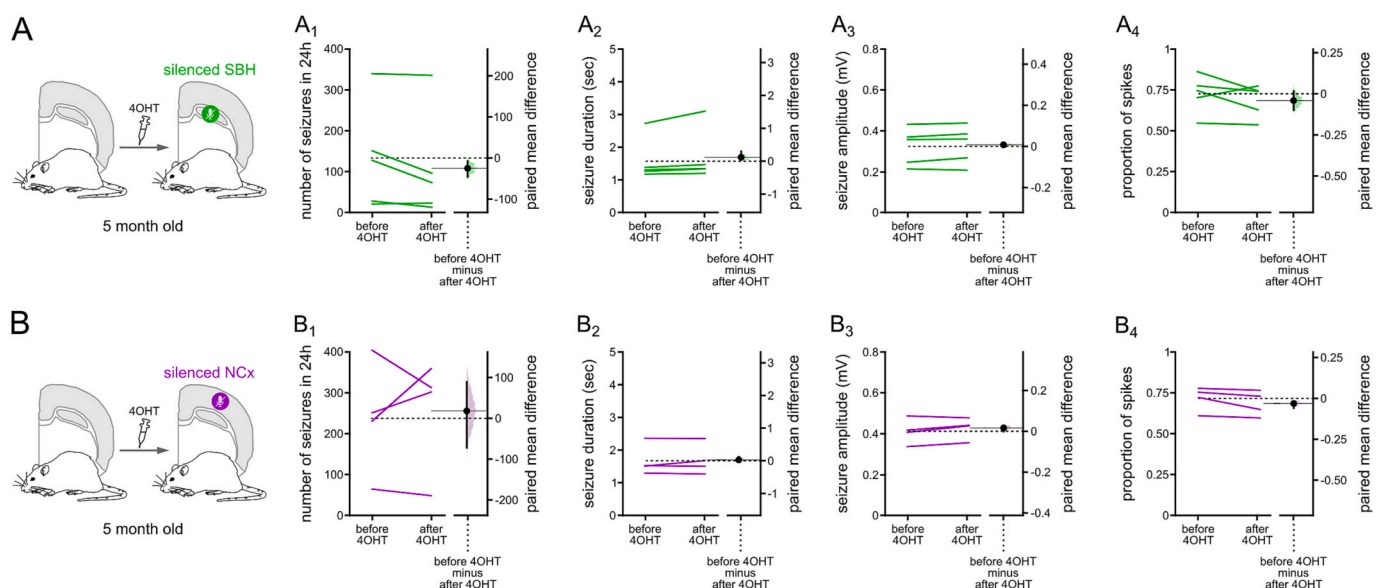 A
silenced SBH
4OHT
5 month old
A1
number of seizures in 24h
400
300
200
100
0
before
4OHT
after
4OHT
200
100
0
-100
paired mean difference
before 4OHT
minus
after 4OHT
A2
seizure duration (sec)
5
4
3
2
1
0
before
4OHT
after
4OHT
3
2
1
0
-1
paired mean difference
before 4OHT
minus
after 4OHT
A3
seizure amplitude (mV)
0.8
0.6
0.4
0.2
0
before
4OHT
after
4OHT
0.4
0.2
0
-0.2
paired mean difference
before 4OHT
minus
after 4OHT
A4
proportion of spikes
1
0.75
0.50
0.25
0
before
4OHT
after
4OHT
0.25
0
-0.25
-0.50
paired mean difference
before 4OHT
minus
after 4OHT
B
silenced NCx
4OHT
5 month old
B1
number of seizures in 24h
400
300
200
100
0
before
4OHT
after
4OHT
100
0
-100
-200
paired mean difference
before 4OHT
minus
after 4OHT
B2
seizure duration (sec)
5
4
3
2
1
0
before
4OHT
after
4OHT
3
2
1
0
-1
paired mean difference
before 4OHT
minus
after 4OHT
B3
seizure amplitude (mV)
0.8
0.6
0.4
0.2
0
before
4OHT
after
4OHT
0.2
0
-0.2
-0.4
paired mean difference
before 4OHT
minus
after 4OHT
B4
proportion of spikes
1
0.75
0.50
0.25
0
before
4OHT
after
4OHT
0.25
0
-0.25
-0.50
paired mean difference
before 4OHT
minus
after 4OHT